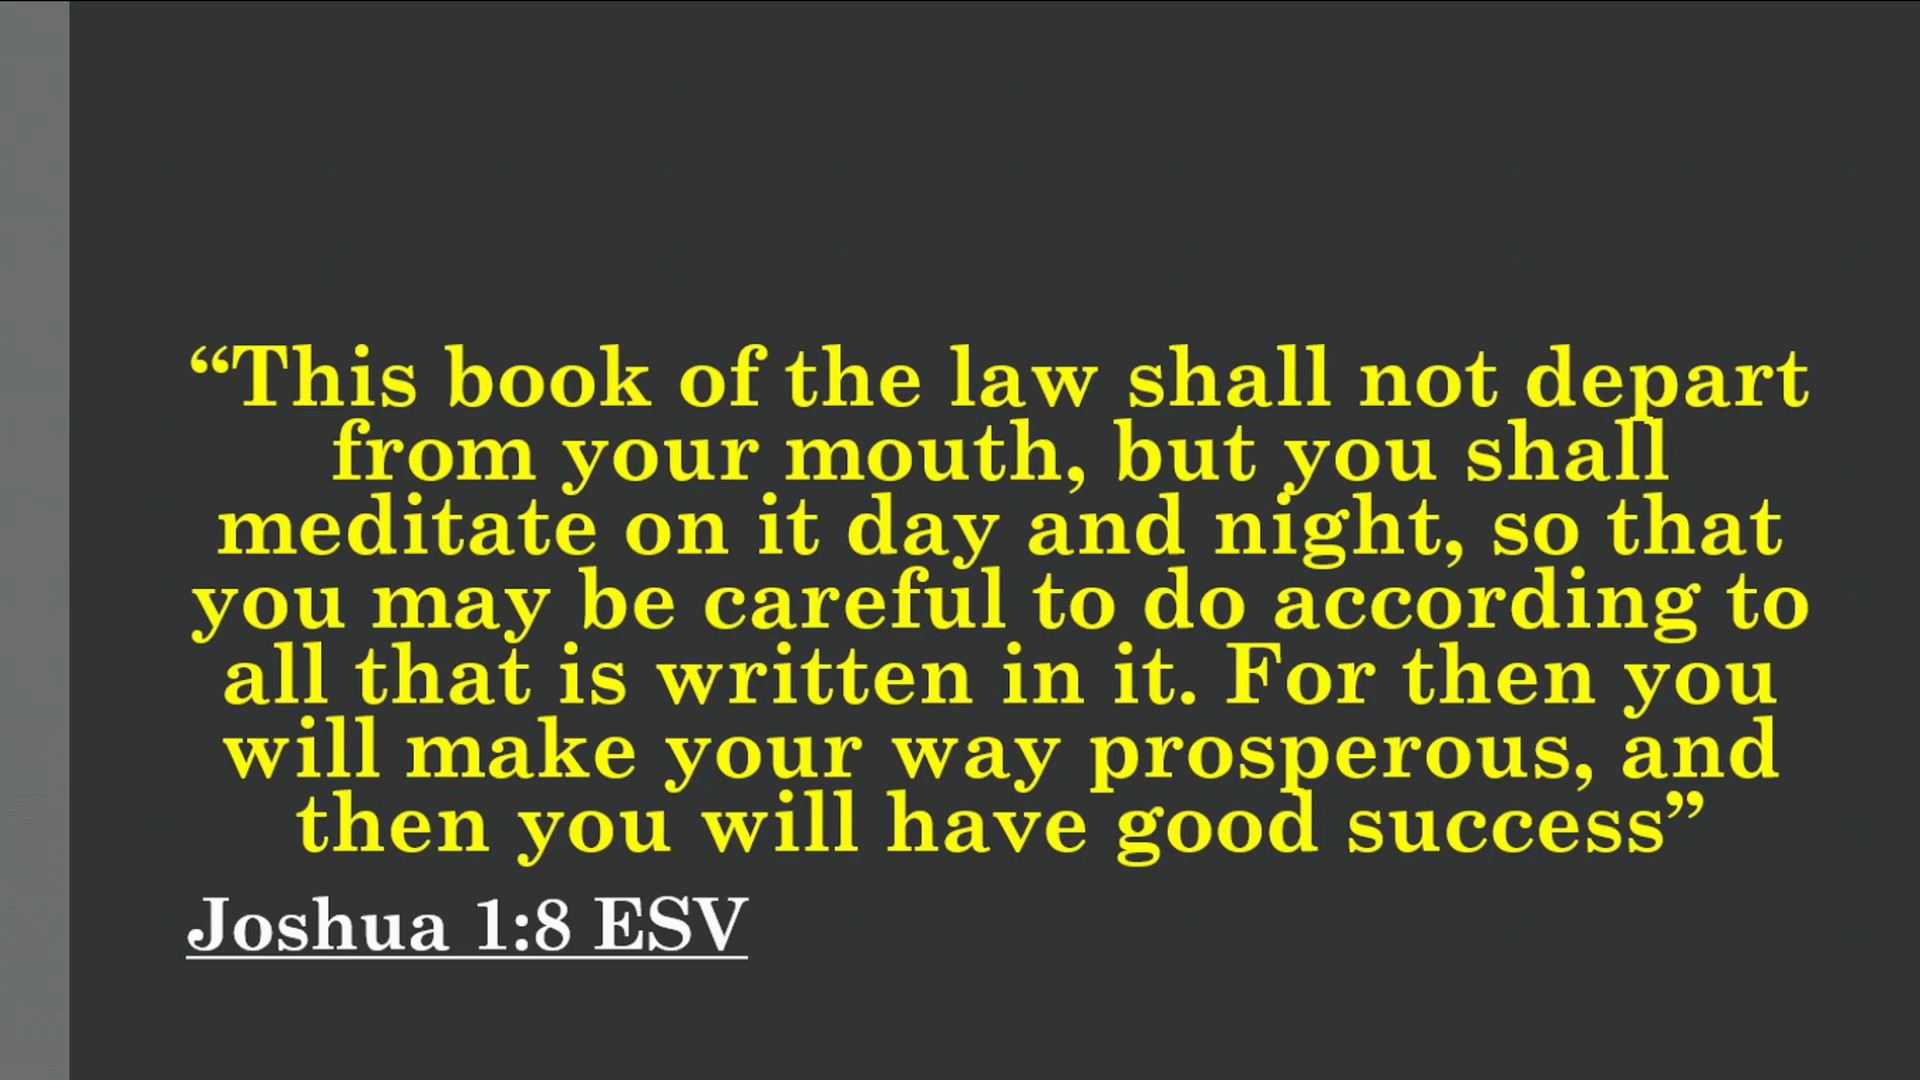 “This book of the law shall not depart
from your mouth, but you shall
meditate on it day and night, so that
you may be careful to do according to
all that is written in it. For then you
will make your way prosperous, and
then you will have good success”
Joshua 1:8 ESV